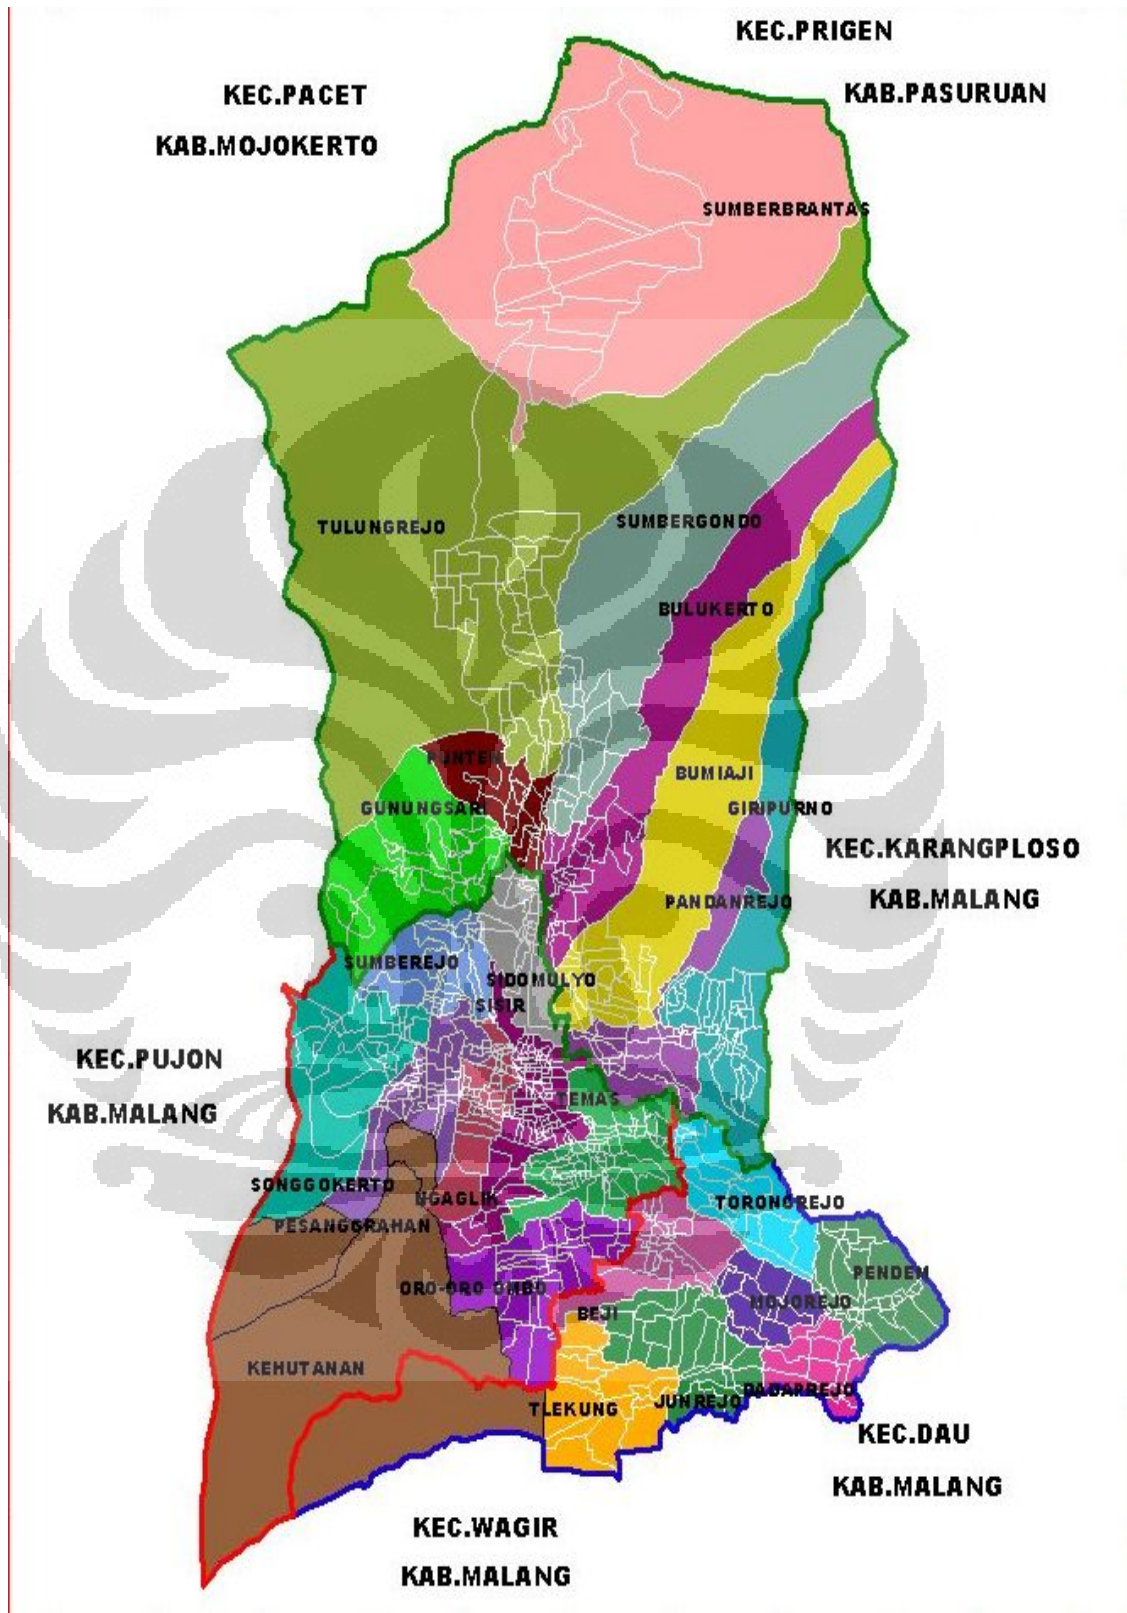 KEC.PRIGEN
KEC.PACET
KAB.PASURUAN
KAB.MOJOKERTO
SUMBERBRANTAS
TULUNGREJO
SUMBERGONDO
BULUKERTO
PUNTEN
BUMIAJI
GUNUNGSARI
GIRIPURNO
KEC.KARANGPLOSO
KAB.MALANG
PANDANREJO
SUMBEREJO
SIDOMULYO
SISIR
KEC.PUJON
KAB.MALANG
TEMAS
SONGGOKERTO
NGAGLIK
TORONGREJO
PESANGGRAHAN
PENDEM
ORO-ORO OMBO
MOJOREJO
BEJI
KEHUTANAN
DADAPREJO
JUNREJO
TLEKUNG
KEC.DAU
KAB.MALANG
KEC.WAGIR
KAB.MALANG